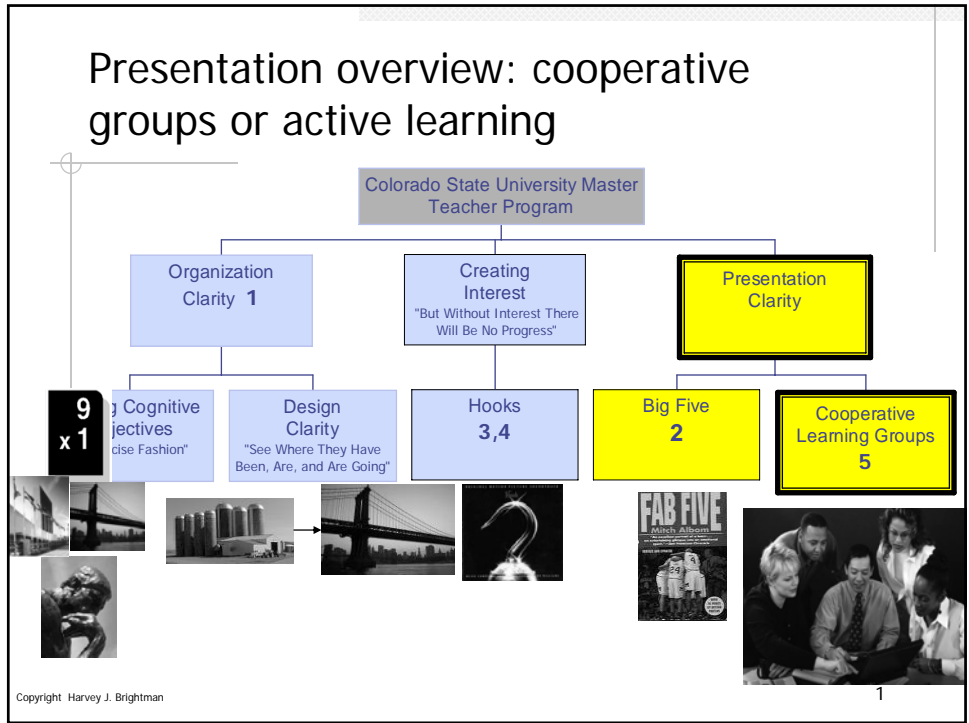 Presentation overview: cooperative
groups or active learning
Colorado State University Master
Teacher Program
Organization
Clarity 1
Creating
Interest
"But Without Interest There
Will Be No Progress"
Presentation
Clarity
9
x 1
g Cognitive
jectives
cise Fashion"
Design
Clarity
"See Where They Have
Been, Are, and Are Going"
Hooks
3,4
Big Five
2
Cooperative
Learning Groups
5
FAB FIVE
Mitch Albom
Copyright Harvey J. Brightman
1